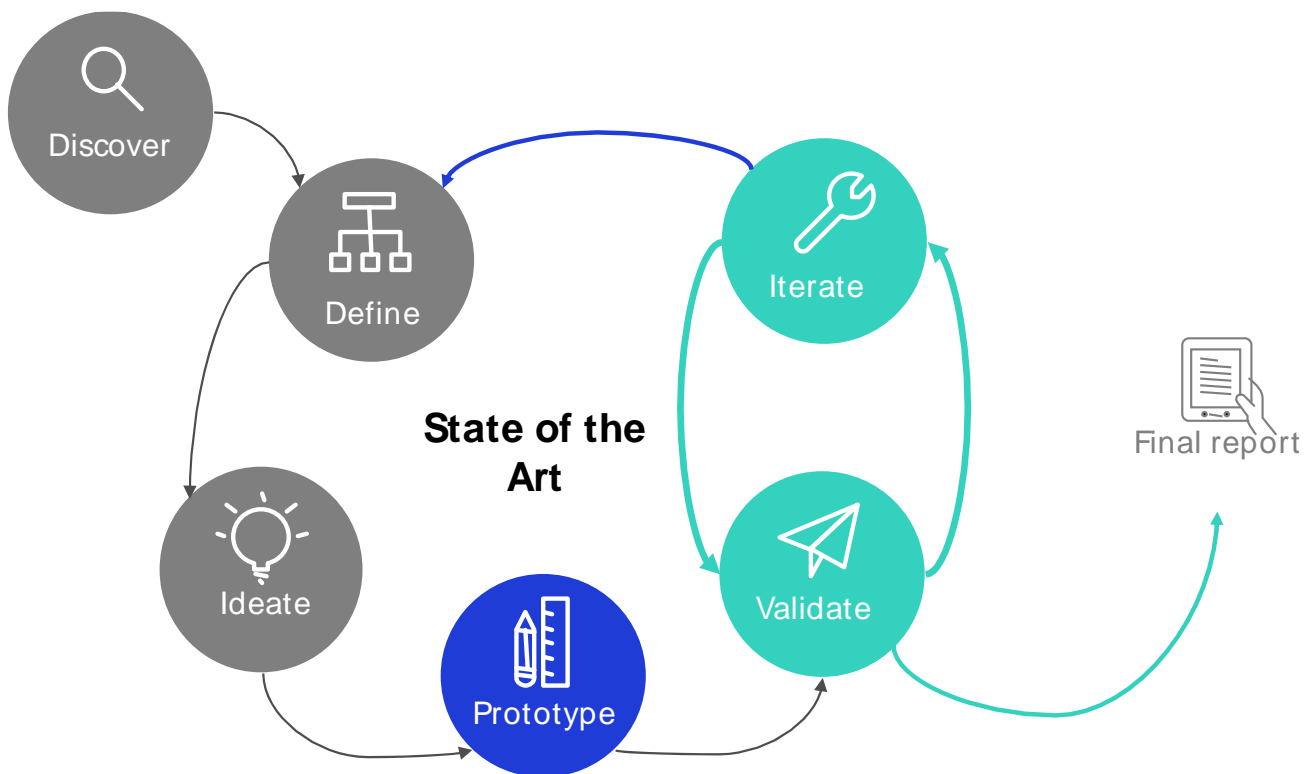 Discover
Define
Iterate
State of the
Art
Final report
Ideate
Validate
Prototype